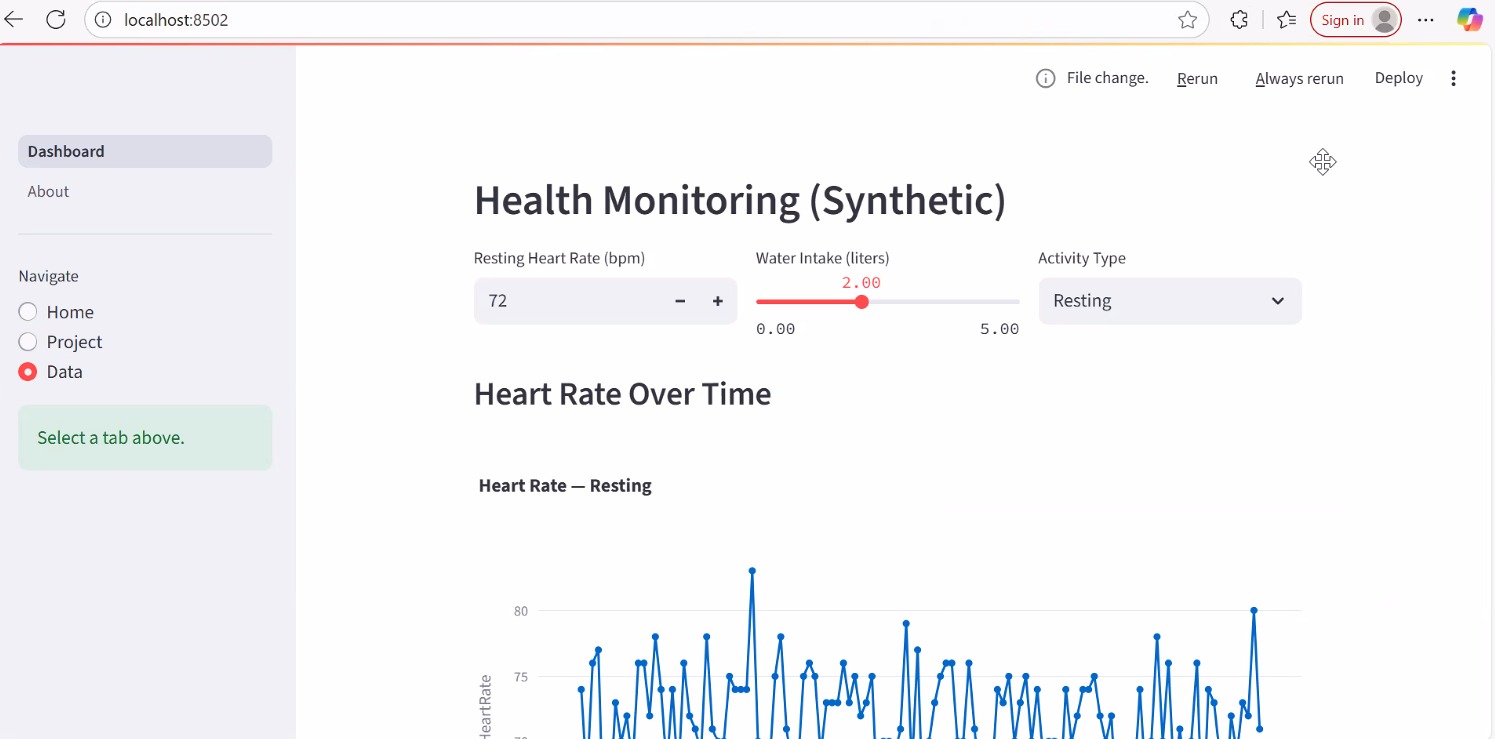 localhost:8502
Sign in
File change. Rerun Always rerun Deploy
Dashboard
About
Navigate
Home
Project
Data
Select a tab above.
Health Monitoring (Synthetic)
Resting Heart Rate (bpm) Water Intake (liters) Activity Type
2.00
72 − + Resting
0.00 5.00
Heart Rate Over Time
Heart Rate — Resting
80
75
HeartRate